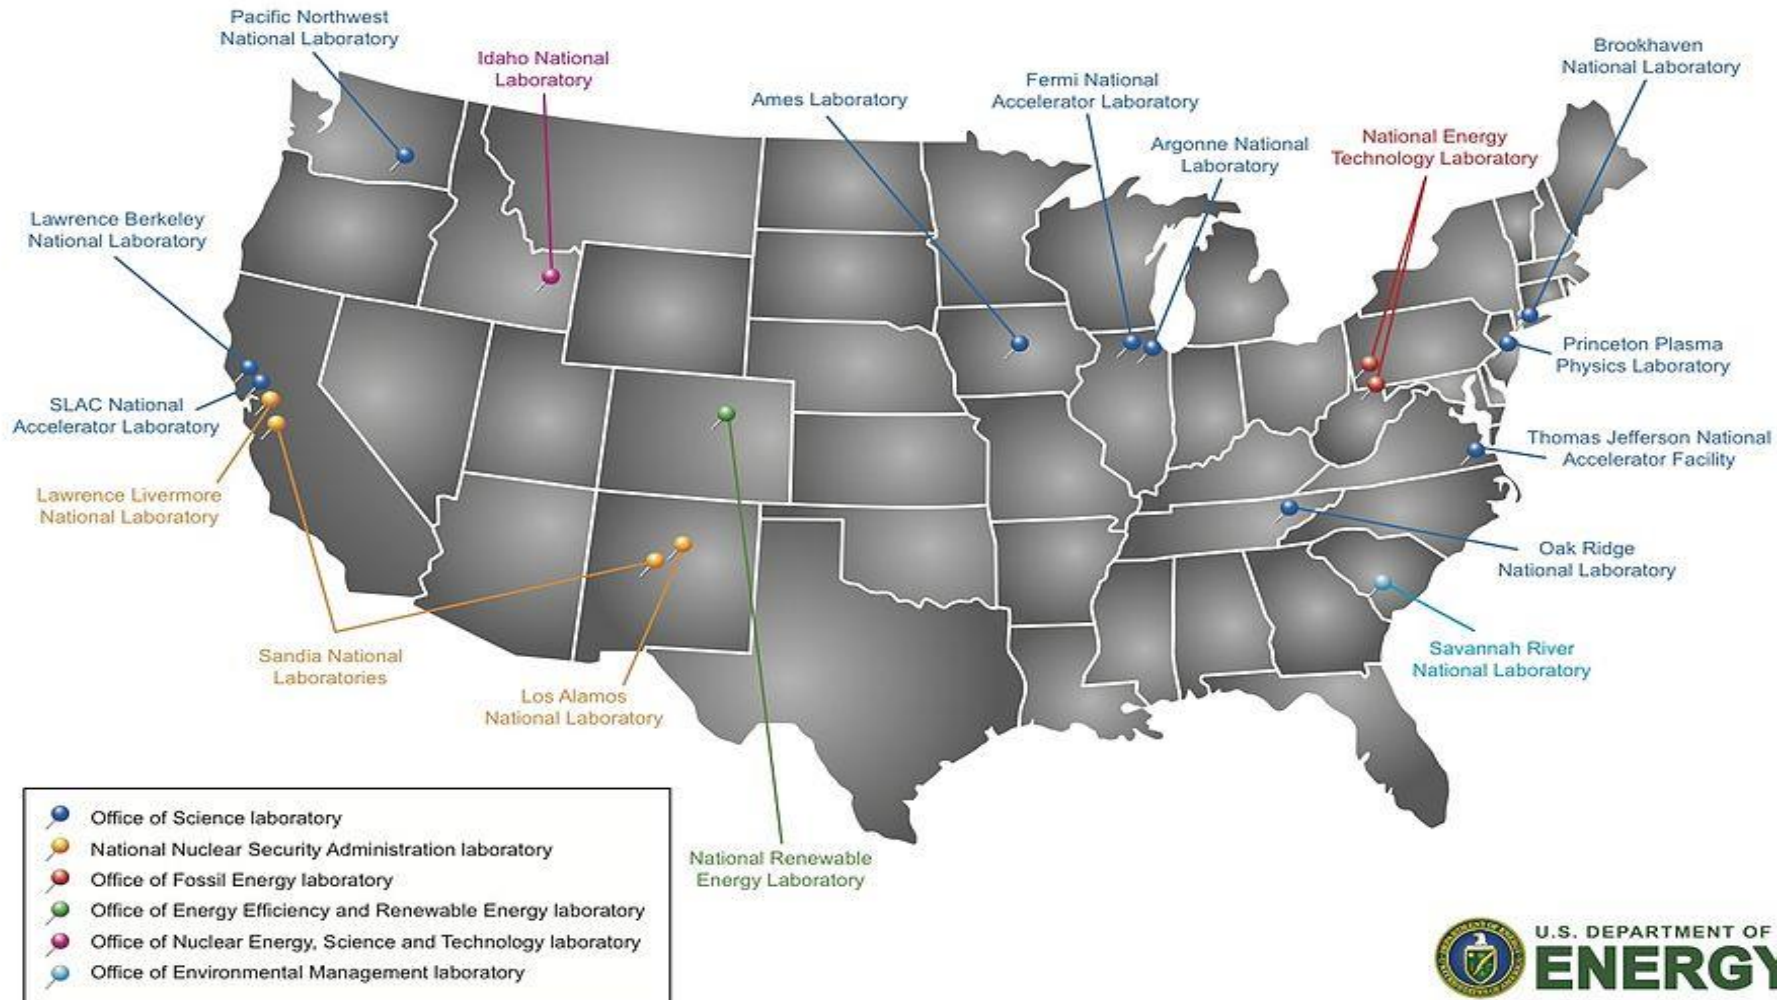 Pacific Northwest
National Laboratory
Idaho National
Laboratory
Ames Laboratory
Fermi National
Accelerator Laboratory
Argonne National
Laboratory
National Energy
Technology Laboratory
Brookhaven
National Laboratory
Lawrence Berkeley
National Laboratory
SLAC National
Accelerator Laboratory
Lawrence Livermore
National Laboratory
Sandia National
Laboratories
Los Alamos
National Laboratory
National Renewable
Energy Laboratory
Princeton Plasma
Physics Laboratory
Thomas Jefferson National
Accelerator Facility
Oak Ridge
National Laboratory
Savannah River
National Laboratory
Office of Science laboratory
National Nuclear Security Administration laboratory
Office of Fossil Energy laboratory
Office of Energy Efficiency and Renewable Energy laboratory
Office of Nuclear Energy, Science and Technology laboratory
Office of Environmental Management laboratory
U.S. DEPARTMENT OF
ENERGY